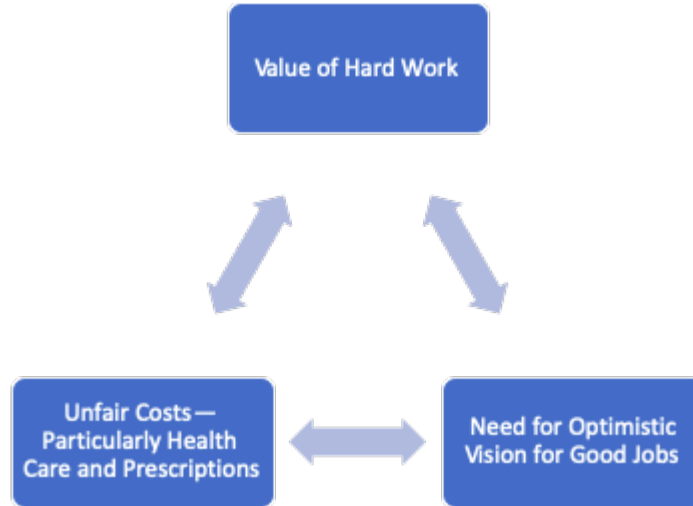 Value of Hard Work
Unfair Costs—
Particularly Health
Care and Prescriptions
Need for Optimistic
Vision for Good Jobs